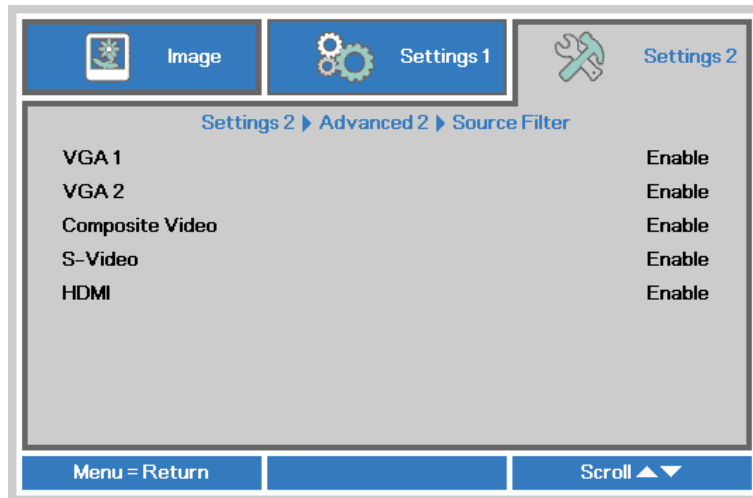 Image
Settings 1
Settings 2
Settings 2 ▶ Advanced 2 ▶ Source Filter
VGA 1 Enable
VGA 2 Enable
Composite Video Enable
S-Video Enable
HDMI Enable
Menu = Return
Scroll ▲▼